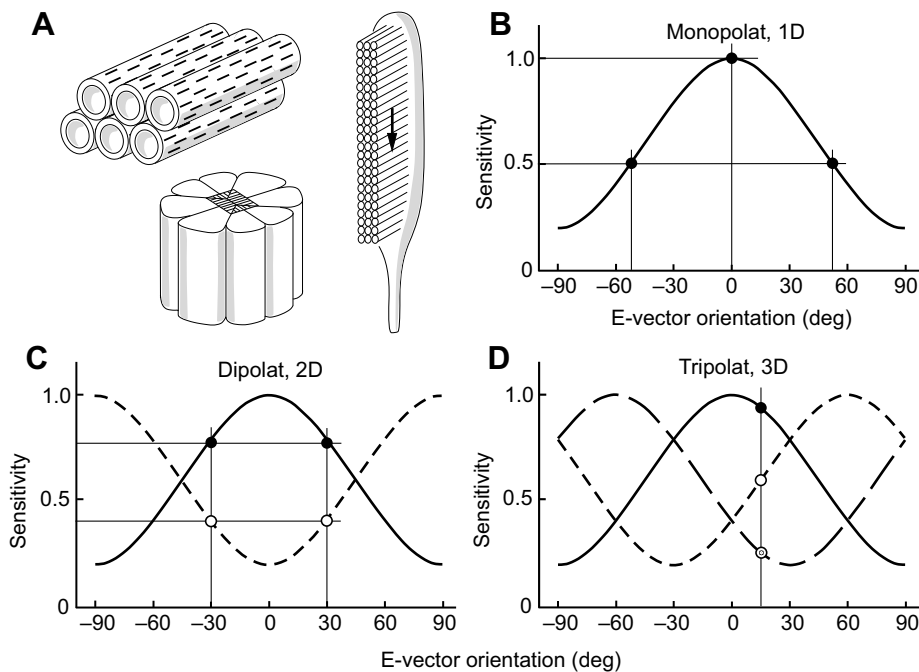 A
B
Monopolat, 1D
1.0
0.5
0
Sensitivity
–90 –60 –30 0 30 60 90
E-vector orientation (deg)
C
Dipolat, 2D
1.0
0.5
0
Sensitivity
–90 –60 –30 0 30 60 90
D
Tripolat, 3D
1.0
0.5
0
Sensitivity
–90 –60 –30 0 30 60 90
E-vector orientation (deg)